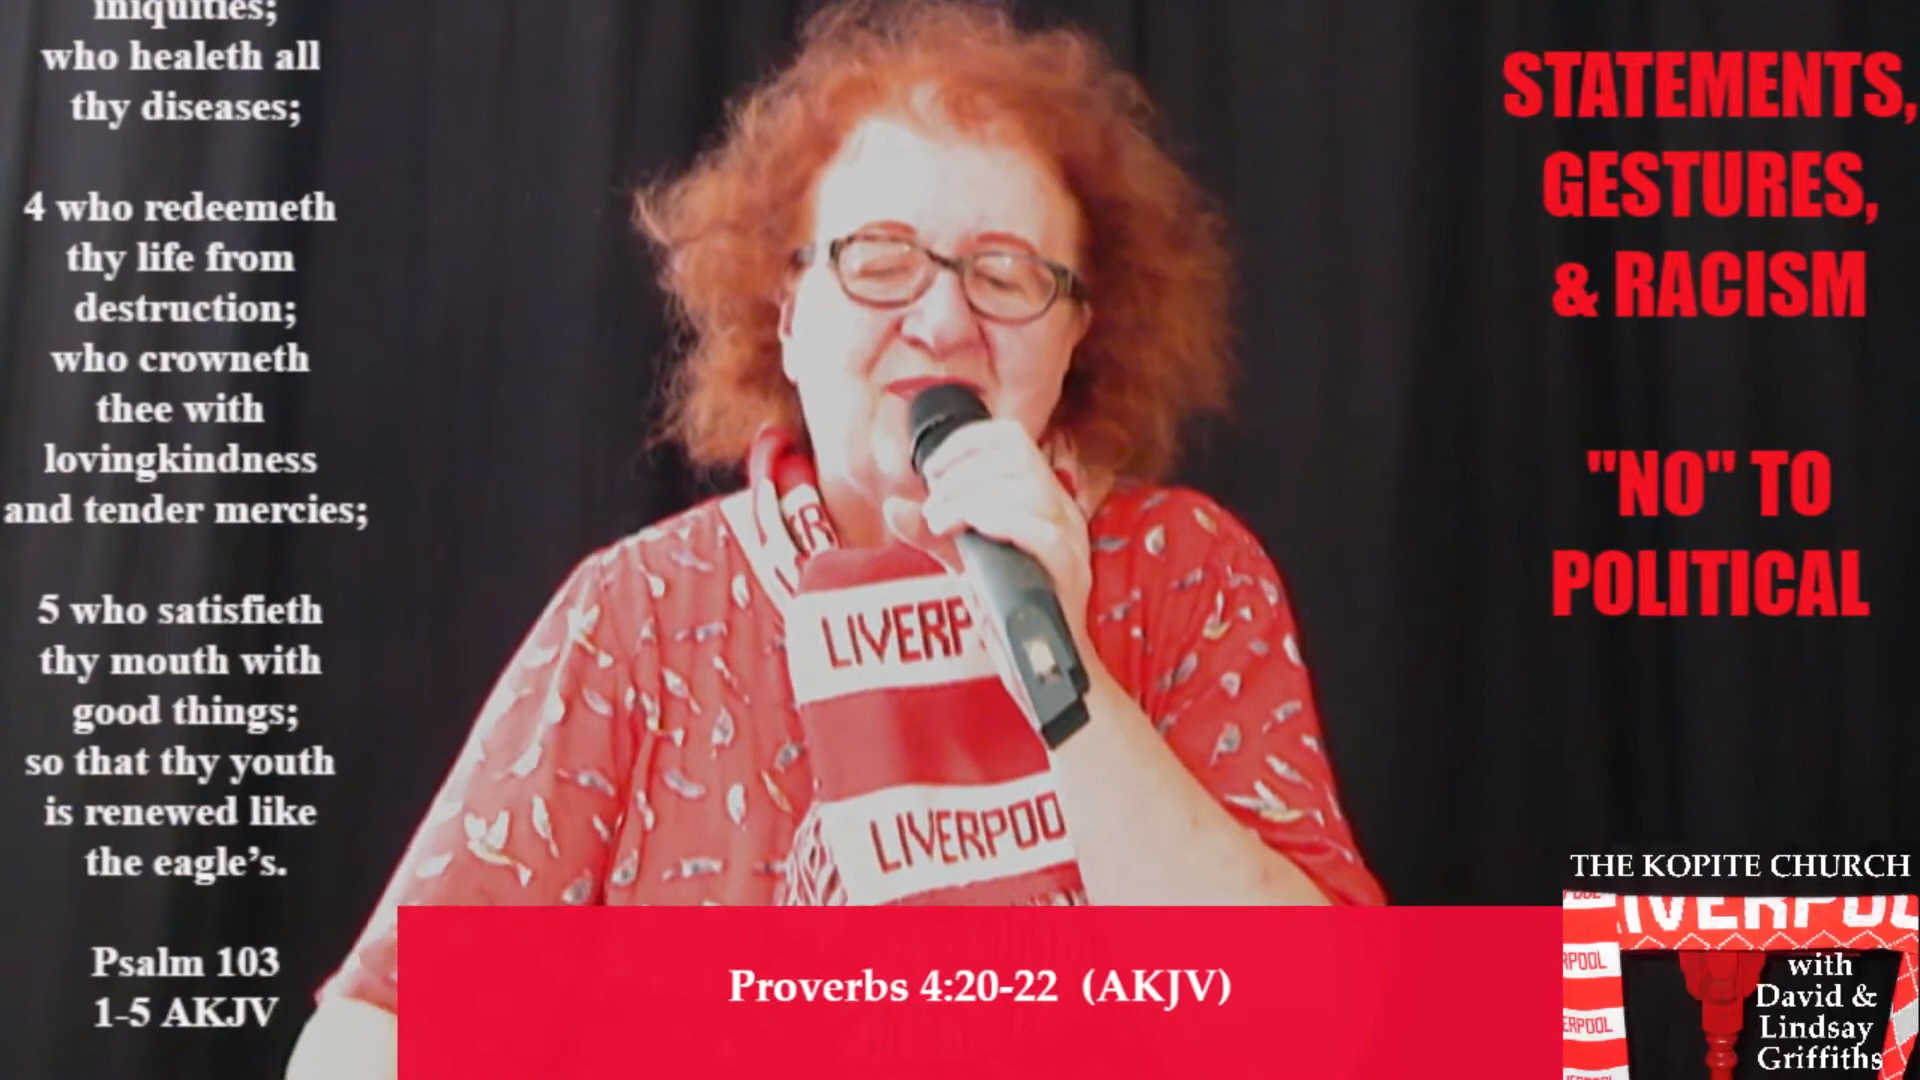 iniquities;
who healeth all
thy diseases;
4 who redeemeth
thy life from
destruction;
who crowneth
thee with
lovingkindness
and tender mercies;
5 who satisfieth
thy mouth with
good things;
so that thy youth
is renewed like
the eagle’s.
Psalm 103
1-5 AKJV
LIVERP
LIVERPOO
Proverbs 4:20-22 (AKJV)
STATEMENTS,
GESTURES,
& RACISM
"NO" TO
POLITICAL
THE KOPITE CHURCH
IVERPOO
RPOOL
ERPOOL
with
David &
Lindsay
Griffiths